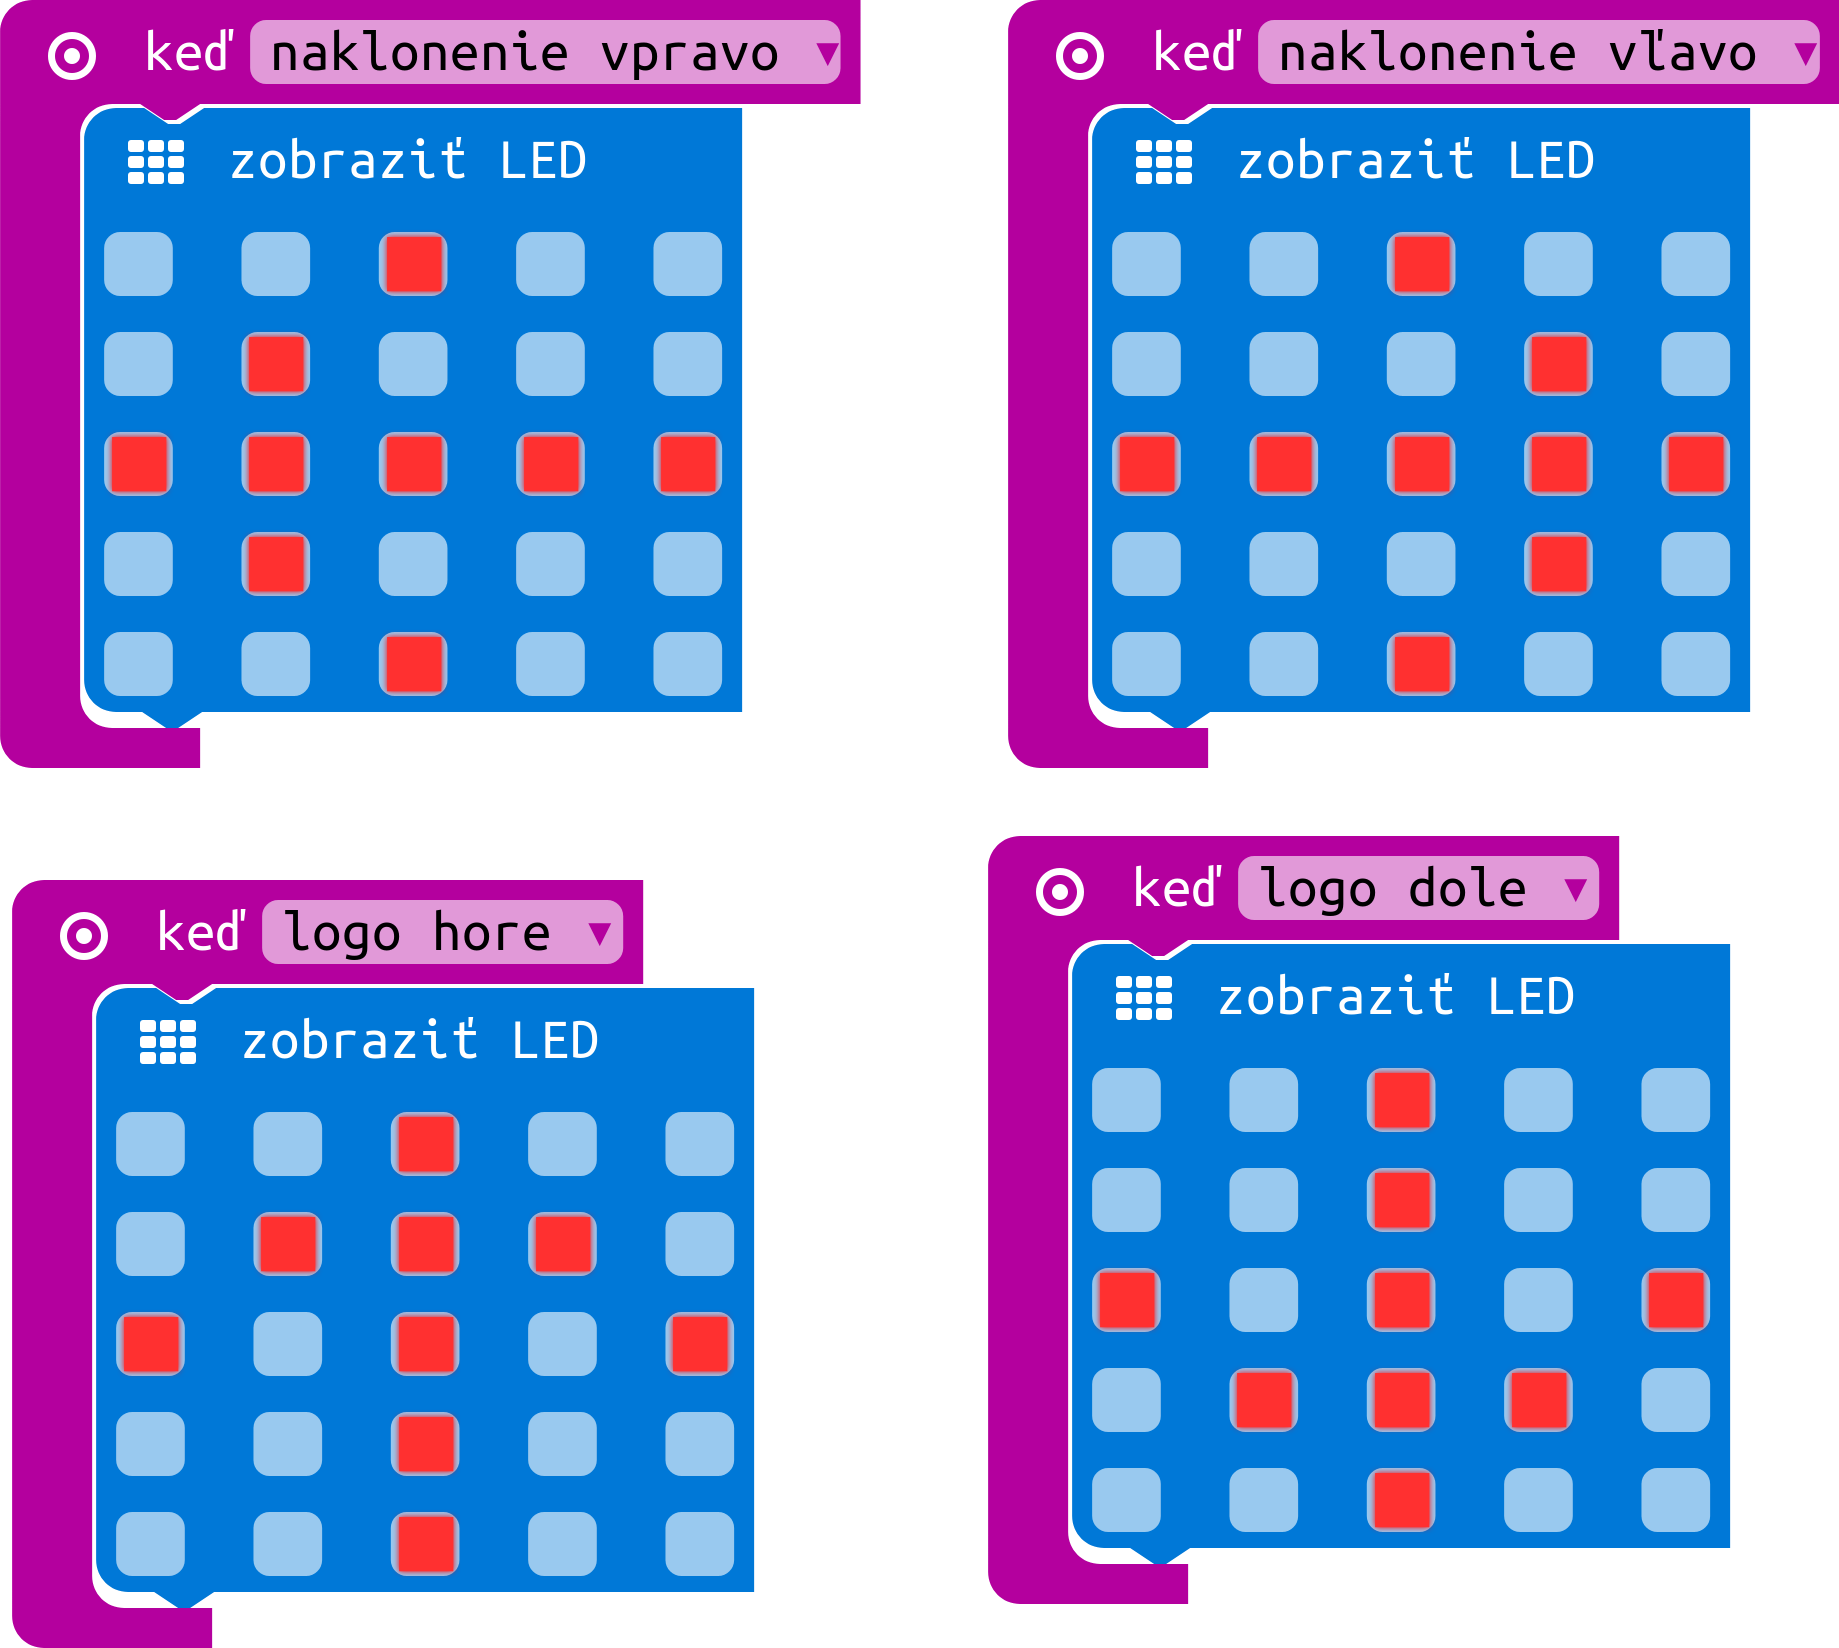 keď naklonenie vpravo
zobraziť LED
keď naklonenie vľavo
zobraziť LED
keď logo hore
zobraziť LED
keď logo dole
zobraziť LED